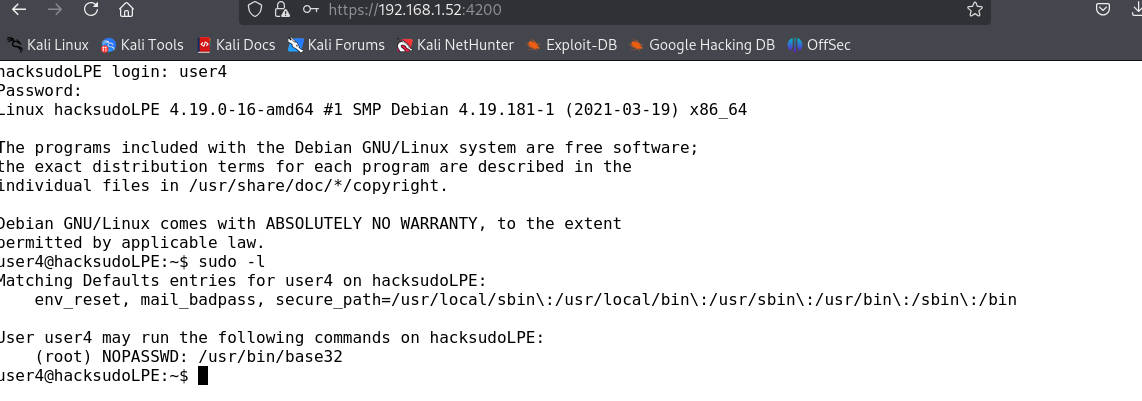 https://192.168.1.52:4200
Kali Linux Kali Tools Kali Docs Kali Forums Kali NetHunter Exploit-DB Google Hacking DB OffSec
hacksudoLPE login: user4
Password:
Linux hacksudoLPE 4.19.0-16-amd64 #1 SMP Debian 4.19.181-1 (2021-03-19) x86_64
The programs included with the Debian GNU/Linux system are free software;
the exact distribution terms for each program are described in the
individual files in /usr/share/doc/*/copyright.
Debian GNU/Linux comes with ABSOLUTELY NO WARRANTY, to the extent
permitted by applicable law.
user4@hacksudoLPE:~$ sudo -l
Matching Defaults entries for user4 on hacksudoLPE:
    env_reset, mail_badpass, secure_path=/usr/local/sbin\:/usr/local/bin\:/usr/sbin\:/usr/bin\:/sbin\:/bin
User user4 may run the following commands on hacksudoLPE:
    (root) NOPASSWD: /usr/bin/base32
user4@hacksudoLPE:~$